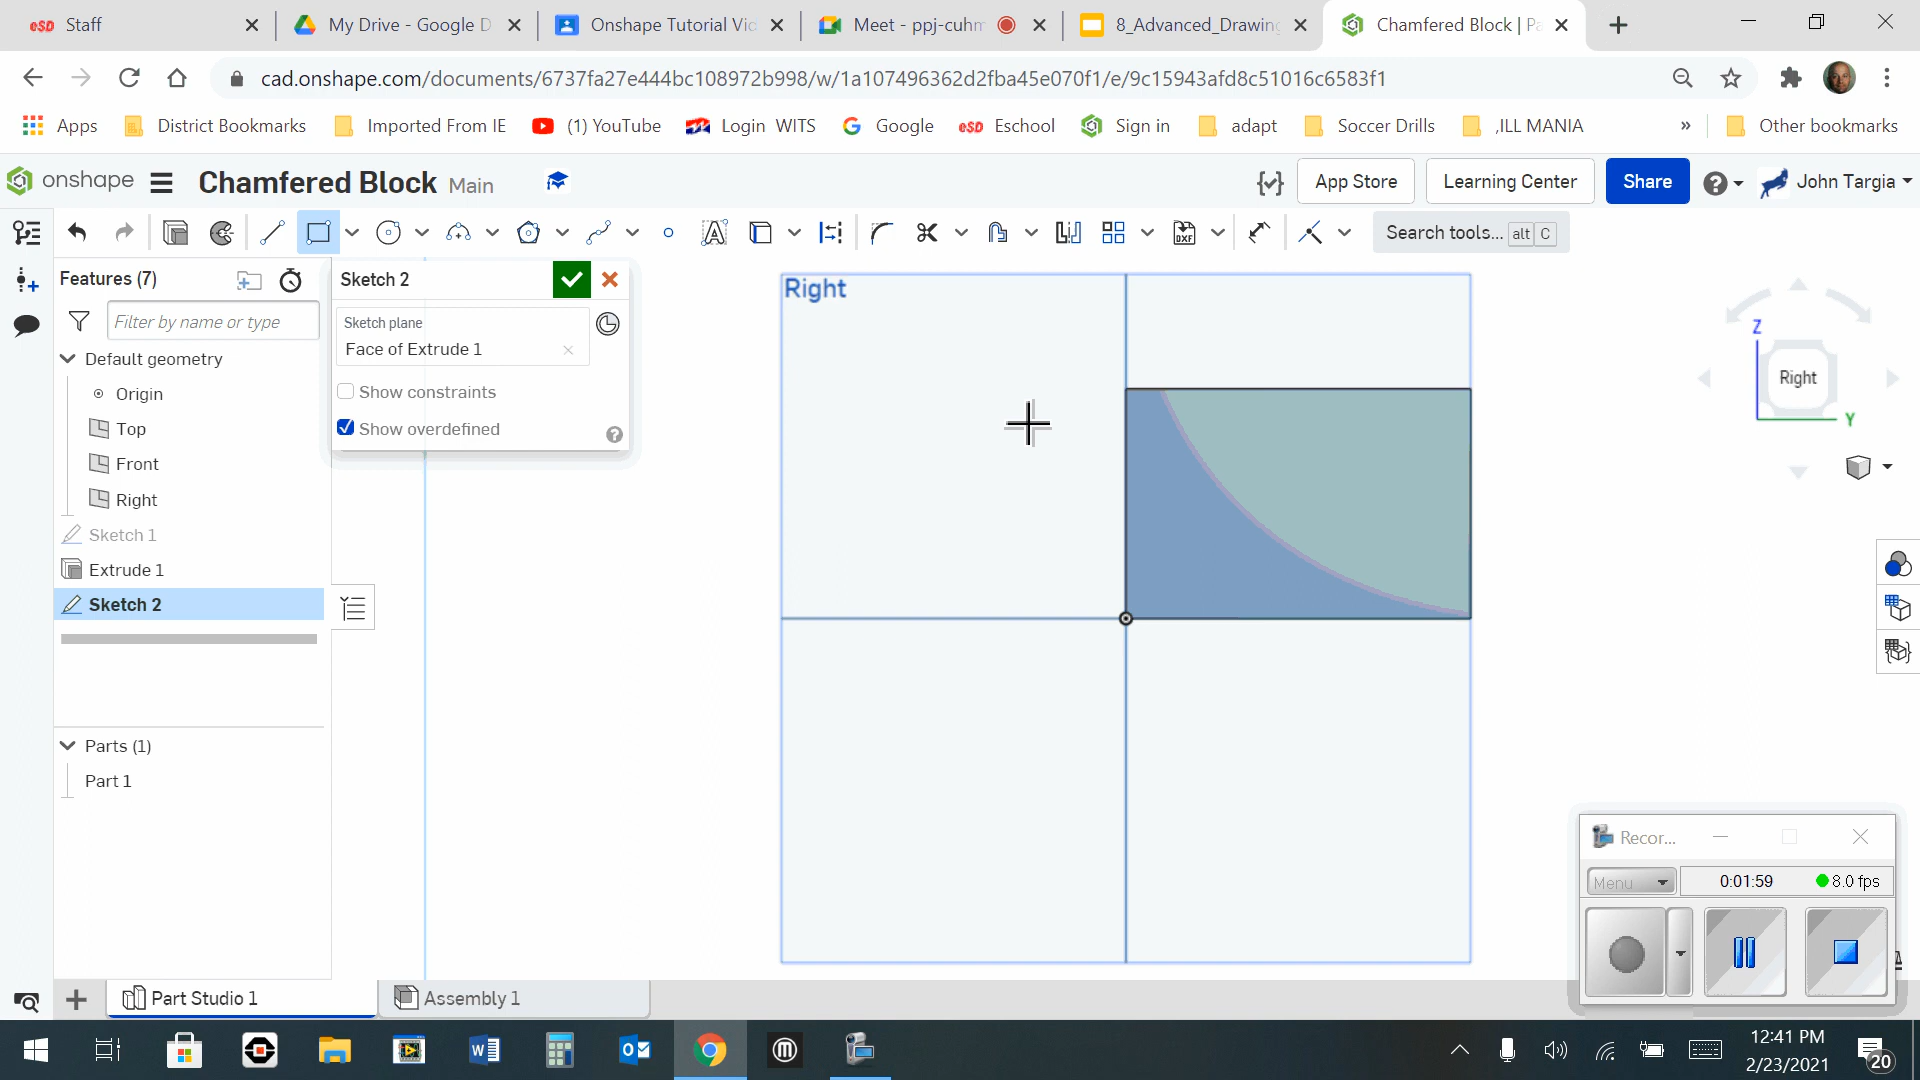 Staff
My Drive - Google D
Onshape Tutorial Vi
Meet - ppj-cuhm
8_Advanced_Drawing
Chamfered Block | Pa
cad.onshape.com/documents/6737fa27e444bc108972b998/w/1a107496362d2fba45e070f1/e/9c15943afd8c51016c6583f1
Apps
District Bookmarks
Imported From IE
(1) YouTube
Login WITS
Google
esd Eschool
Sign in
adapt
Soccer Drills
,ILL MANIA
»
Other bookmarks
onshape
Chamfered Block Main
App Store
Learning Center
Share
John Targia
Search tools... alt C
Features (7)
Filter by name or type
Default geometry
Origin
Top
Front
Right
Sketch 1
Extrude 1
Sketch 2
Parts (1)
Part 1
Sketch 2
Sketch plane
Face of Extrude 1
Show constraints
Show overdefined
Right
Z
Right
Y
Recor...
Menu
0:01:59
8.0 fps
Part Studio 1
Assembly 1
12:41 PM
2/23/2021
20